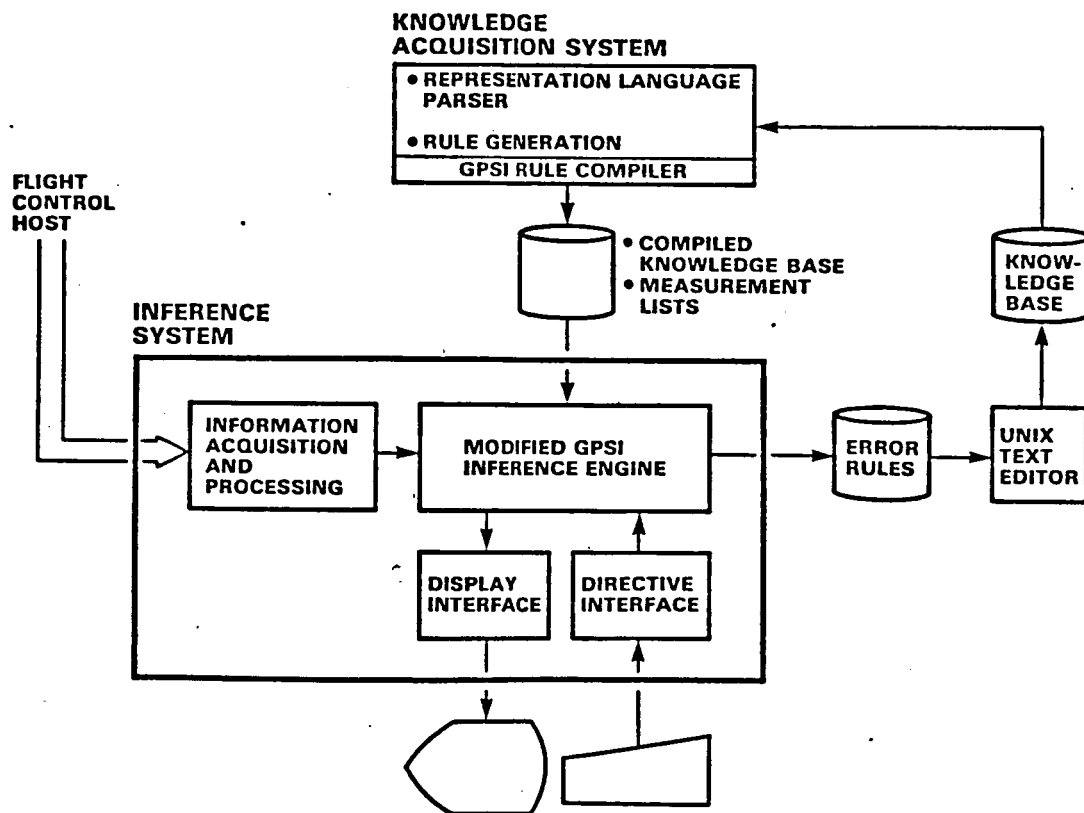 KNOWLEDGE
ACQUISITION SYSTEM
• REPRESENTATION LANGUAGE
PARSER
• RULE GENERATION
GPSI RULE COMPILER
FLIGHT
CONTROL
HOST
• COMPILED
KNOWLEDGE BASE
• MEASUREMENT
LISTS
KNOW-
LEDGE
BASE
INFERENCE
SYSTEM
INFORMATION
ACQUISITION
AND
PROCESSING
MODIFIED GPSI
INFERENCE ENGINE
ERROR
RULES
UNIX
TEXT
EDITOR
DISPLAY
INTERFACE
DIRECTIVE
INTERFACE